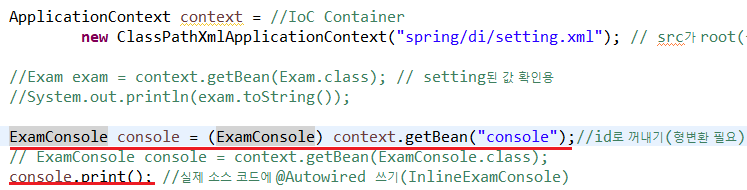 ApplicationContext context = //IoC Container
new ClassPathXmlApplicationContext("spring/di/setting.xml"); // src가 root(
//Exam exam = context.getBean(Exam.class); // setting된 값 확인용
//System.out.println(exam.toString());
ExamConsole console = (ExamConsole) context.getBean("console");//id로 꺼내기(형변환 필요)
// ExamConsole console = context.getBean(ExamConsole.class);
console.print(); //실제 소스 코드에 @Autowired 쓰기(InlineExamConsole)